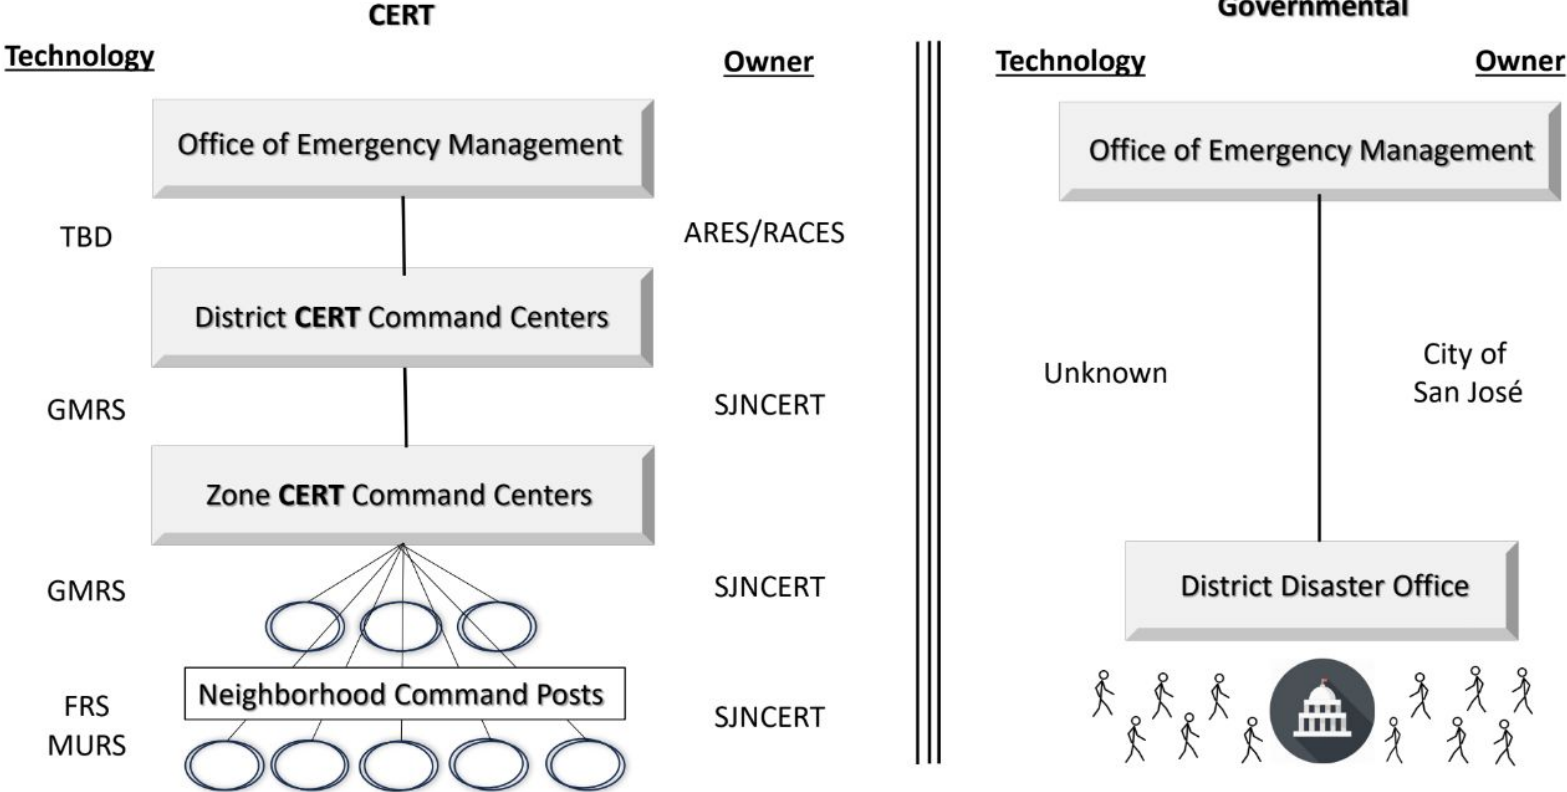 CERT
Governmental
Technology
Owner
Technology
Owner
Office of Emergency Management
Office of Emergency Management
TBD
ARES/RACES
District CERT Command Centers
Unknown
City of
San José
GMRS
SJNCERT
Zone CERT Command Centers
GMRS
SJNCERT
District Disaster Office
Neighborhood Command Posts
FRS
MURS
SJNCERT